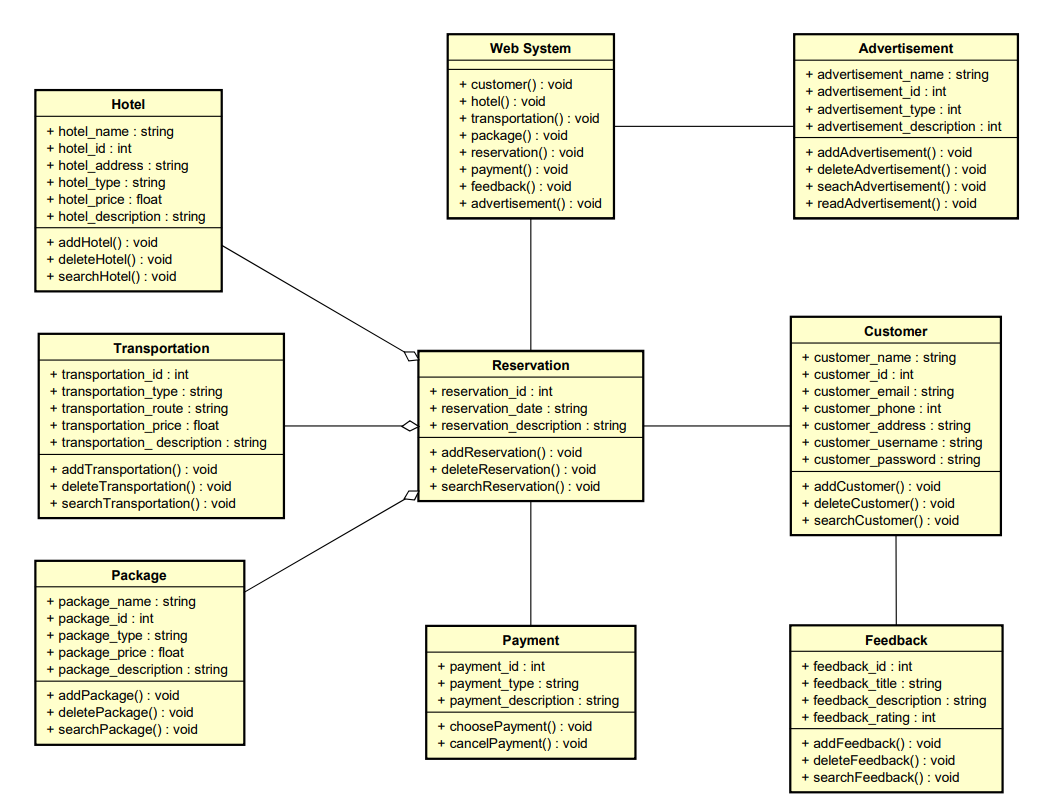 Web System
+ customer() : void
+ hotel() : void
+ transportation() : void
+ package() : void
+ reservation() : void
+ payment() : void
+ feedback() : void
+ advertisement() : void
Advertisement
+ advertisement_name : string
+ advertisement_id : int
+ advertisement_type : int
+ advertisement_description : int
+ addAdvertisement() : void
+ deleteAdvertisement() : void
+ seachAdvertisement() : void
+ readAdvertisement() : void
Hotel
+ hotel_name : string
+ hotel_id : int
+ hotel_address : string
+ hotel_type : string
+ hotel_price : float
+ hotel_description : string
+ addHotel() : void
+ deleteHotel() : void
+ searchHotel() : void
Transportation
+ transportation_id : int
+ transportation_type : string
+ transportation_route : string
+ transportation_price : float
+ transportation_ description : string
+ addTransportation() : void
+ deleteTransportation() : void
+ searchTransportation() : void
Reservation
+ reservation_id : int
+ reservation_date : string
+ reservation_description : string
+ addReservation() : void
+ deleteReservation() : void
+ searchReservation() : void
Customer
+ customer_name : string
+ customer_id : int
+ customer_email : string
+ customer_phone : int
+ customer_address : string
+ customer_username : string
+ customer_password : string
+ addCustomer() : void
+ deleteCustomer() : void
+ searchCustomer() : void
Package
+ package_name : string
+ package_id : int
+ package_type : string
+ package_price : float
+ package_description : string
+ addPackage() : void
+ deletePackage() : void
+ searchPackage() : void
Payment
+ payment_id : int
+ payment_type : string
+ payment_description : string
+ choosePayment() : void
+ cancelPayment() : void
Feedback
+ feedback_id : int
+ feedback_title : string
+ feedback_description : string
+ feedback_rating : int
+ addFeedback() : void
+ deleteFeedback() : void
+ searchFeedback() : void